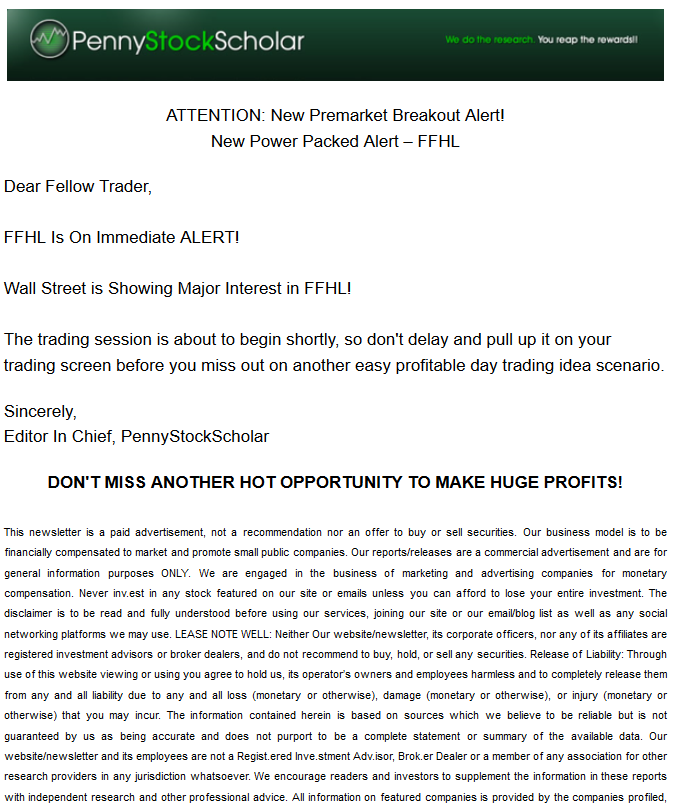 PennyStockScholar
We do the research. You reap the rewards!!
ATTENTION: New Premarket Breakout Alert!
New Power Packed Alert – FFHL
Dear Fellow Trader,
FFHL Is On Immediate ALERT!
Wall Street is Showing Major Interest in FFHL!
The trading session is about to begin shortly, so don't delay and pull up it on your
trading screen before you miss out on another easy profitable day trading idea scenario.
Sincerely,
Editor In Chief, PennyStockScholar
DON'T MISS ANOTHER HOT OPPORTUNITY TO MAKE HUGE PROFITS!
This newsletter is a paid advertisement, not a recommendation nor an offer to buy or sell securities. Our business model is to be
financially compensated to market and promote small public companies. Our reports/releases are a commercial advertisement and are for
general information purposes ONLY. We are engaged in the business of marketing and advertising companies for monetary
compensation. Never inv.est in any stock featured on our site or emails unless you can afford to lose your entire investment. The
disclaimer is to be read and fully understood before using our services, joining our site or our email/blog list as well as any social
networking platforms we may use. LEASE NOTE WELL: Neither Our website/newsletter, its corporate officers, nor any of its affiliates are
registered investment advisors or broker dealers, and do not recommend to buy, hold, or sell any securities. Release of Liability: Through
use of this website viewing or using you agree to hold us, its operator's owners and employees harmless and to completely release them
from any and all liability due to any and all loss (monetary or otherwise), damage (monetary or otherwise), or injury (monetary or
otherwise) that you may incur. The information contained herein is based on sources which we believe to be reliable but is not
guaranteed by us as being accurate and does not purport to be a complete statement or summary of the available data. Our
website/newsletter and its employees are not a Regist.ered Inve.stment Adv.isor, Brok.er Dealer or a member of any association for other
research providers in any jurisdiction whatsoever. We encourage readers and investors to supplement the information in these reports
with independent research and other professional advice. All information on featured companies is provided by the companies profiled,